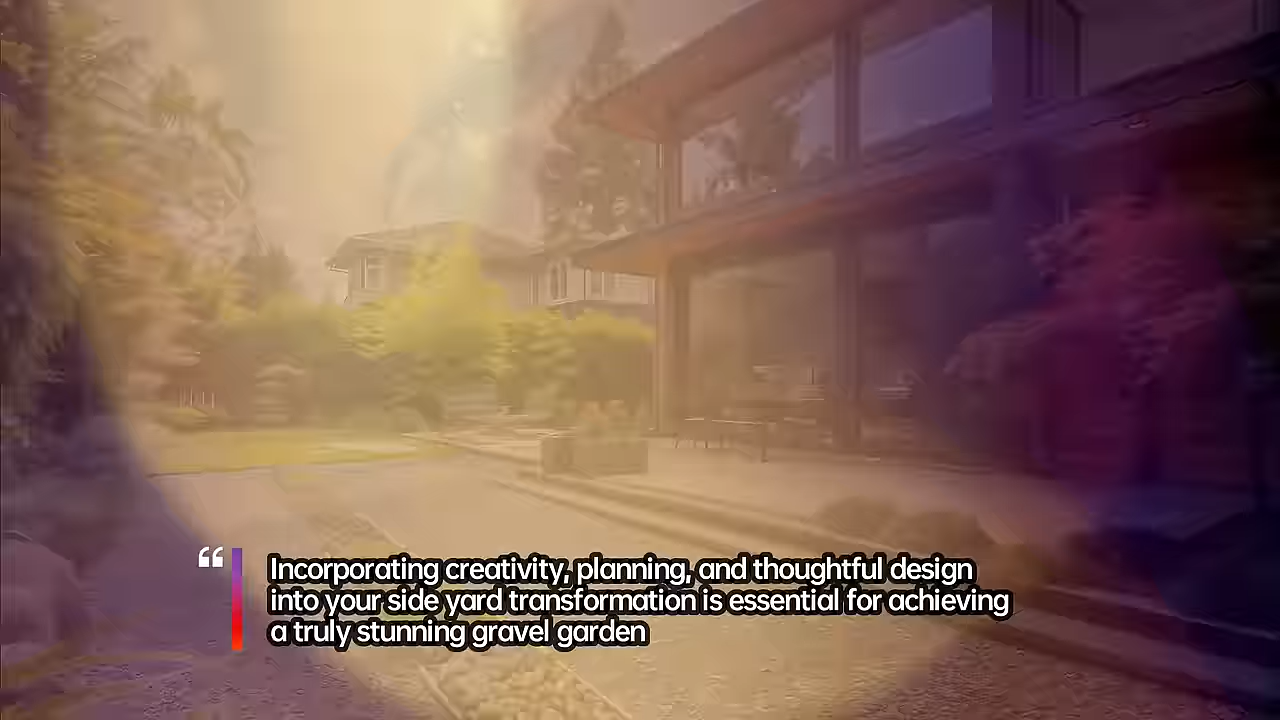 “
Incorporating creativity, planning, and thoughtful design
into your side yard transformation is essential for achieving
a truly stunning gravel garden